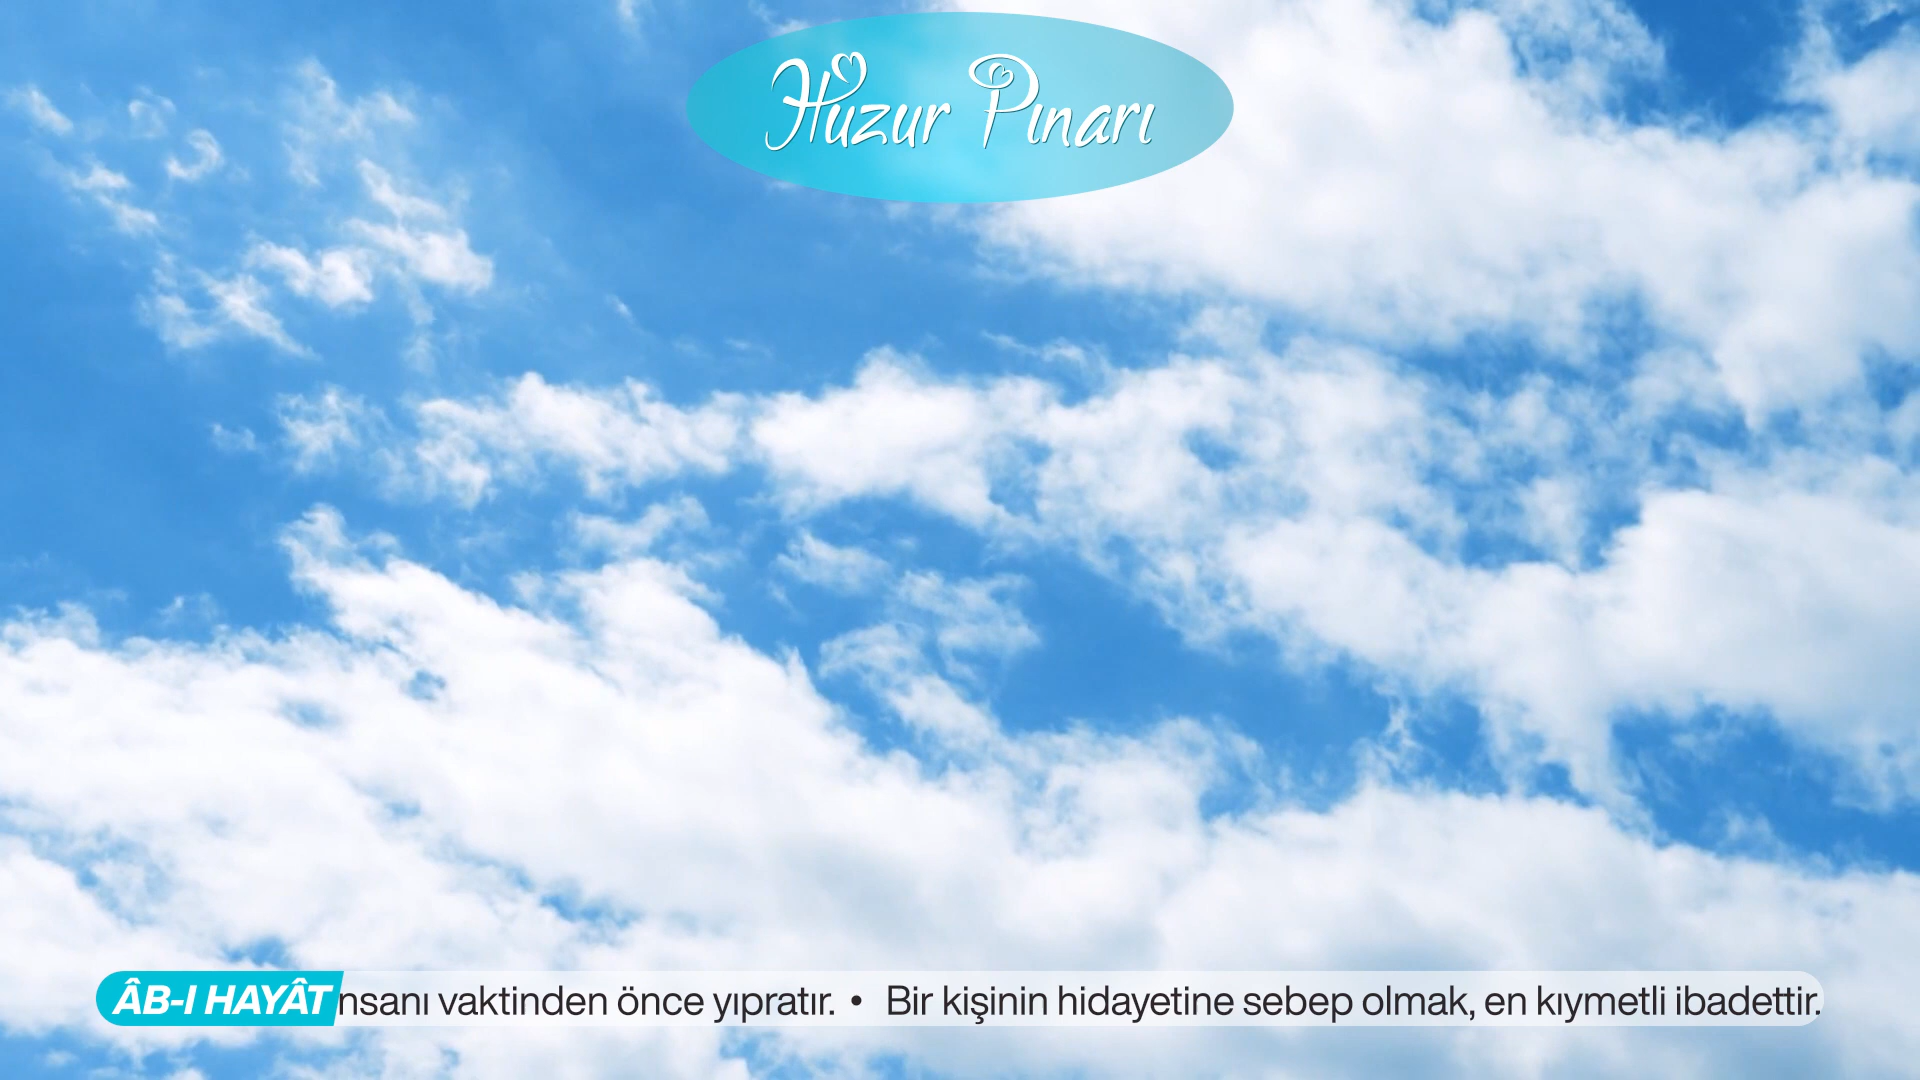 Huzur Pınarı
ÂB-I HAYÂT
nsanı vaktinden önce yıpratır. • Bir kişinin hidayetine sebep olmak, en kıymetli ibadettir.